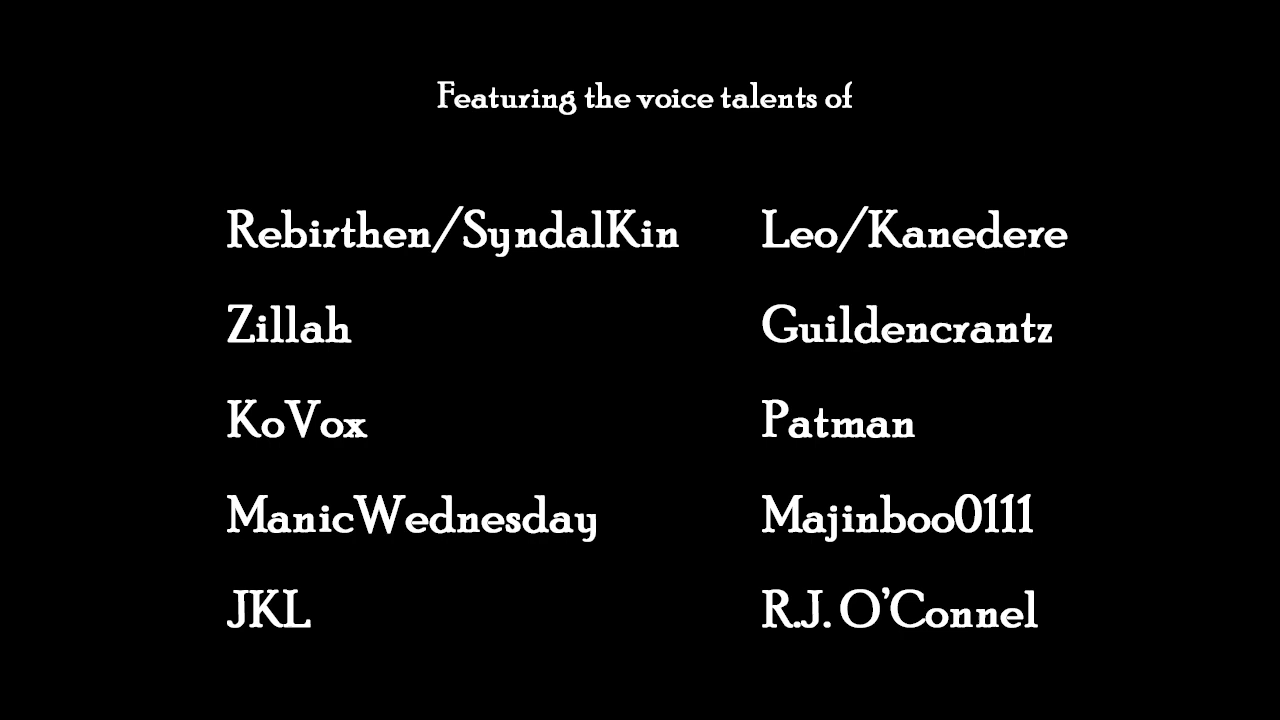 Featuring the voice talents of
Rebirthen/SyndalKin
Leo/Kanedere
Zillah
Guildencrantz
KoVox
Patman
ManicWednesday
Majinboo0111
JKL
R.J. O'Connel